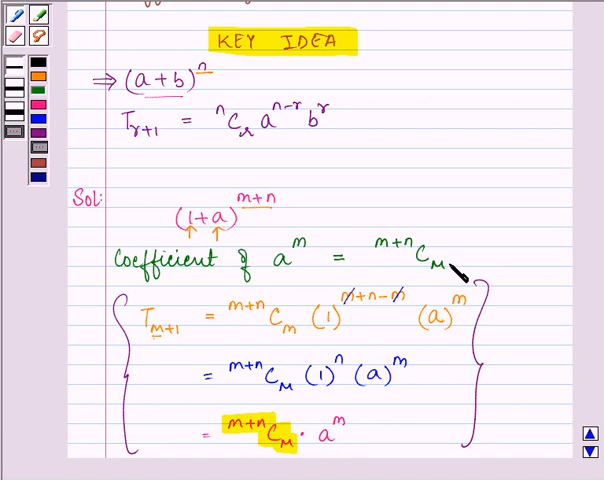 KEY IDEA
⇒ (a + b)ⁿ
T_{r+1} = ⁿC_r a^{n-r} b^r
Sol:
(1 + a)^{m+n}
Coefficient of a^m = ^{m+n}C_m
T_{m+1} = ^{m+n}C_m (1)^{m+n-m} (a)^m
= ^{m+n}C_m (1)^n (a)^m
= ^{m+n}C_m · a^m